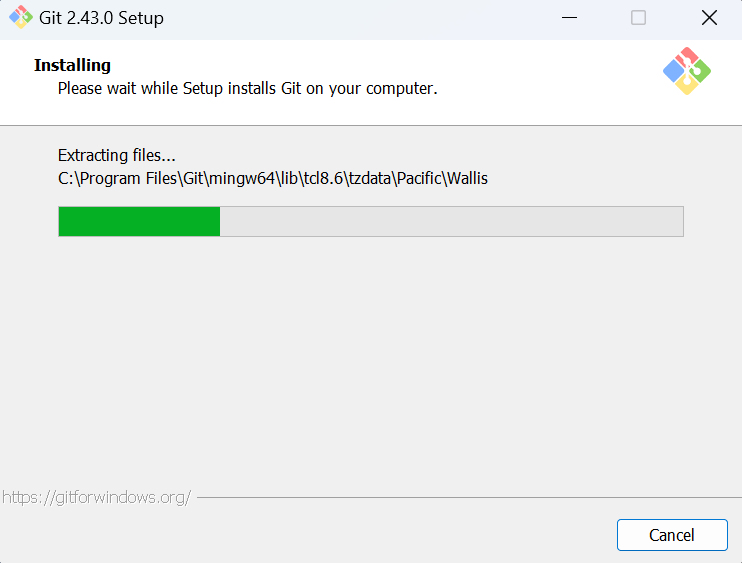 Git 2.43.0 Setup
Installing
Please wait while Setup installs Git on your computer.
Extracting files...
C:\Program Files\Git\mingw64\lib\tcl8.6\tzdata\Pacific\Wallis
https://gitforwindows.org/
Cancel